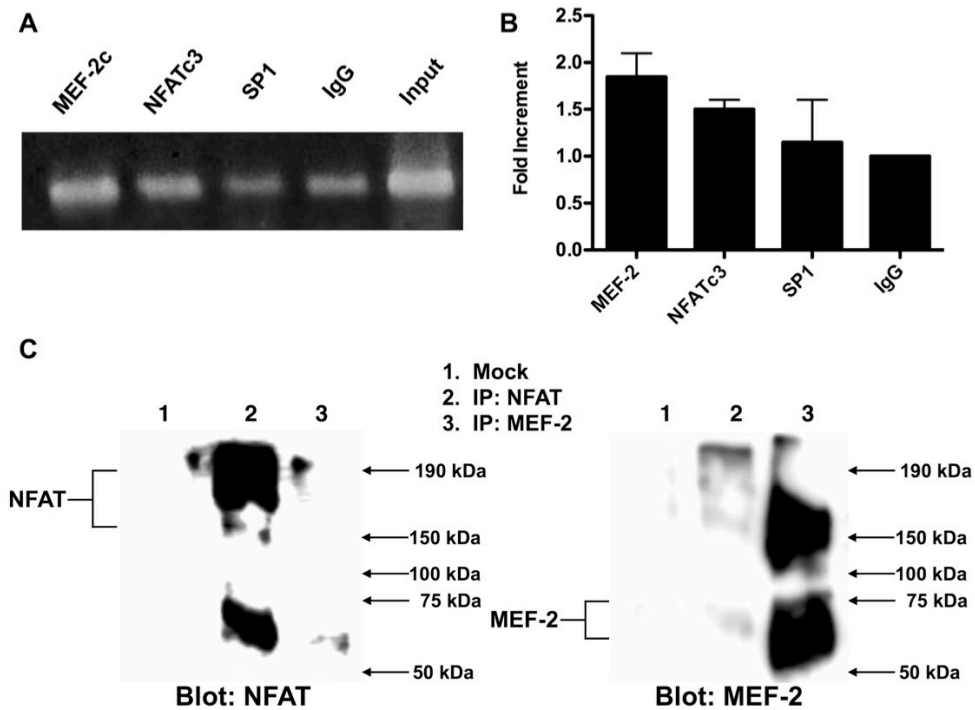 A
MEF-2c NFATc3 SP1 IgG Input
B
Fold Increment
2.5
2.0
1.5
1.0
0.5
0.0
MEF-2 NFATc3 SP1 IgG
C
1. Mock
2. IP: NFAT
3. IP: MEF-2
1 2 3
NFAT
190 kDa
150 kDa
100 kDa
75 kDa
50 kDa
Blot: NFAT
1 2 3
MEF-2
190 kDa
150 kDa
100 kDa
75 kDa
50 kDa
Blot: MEF-2